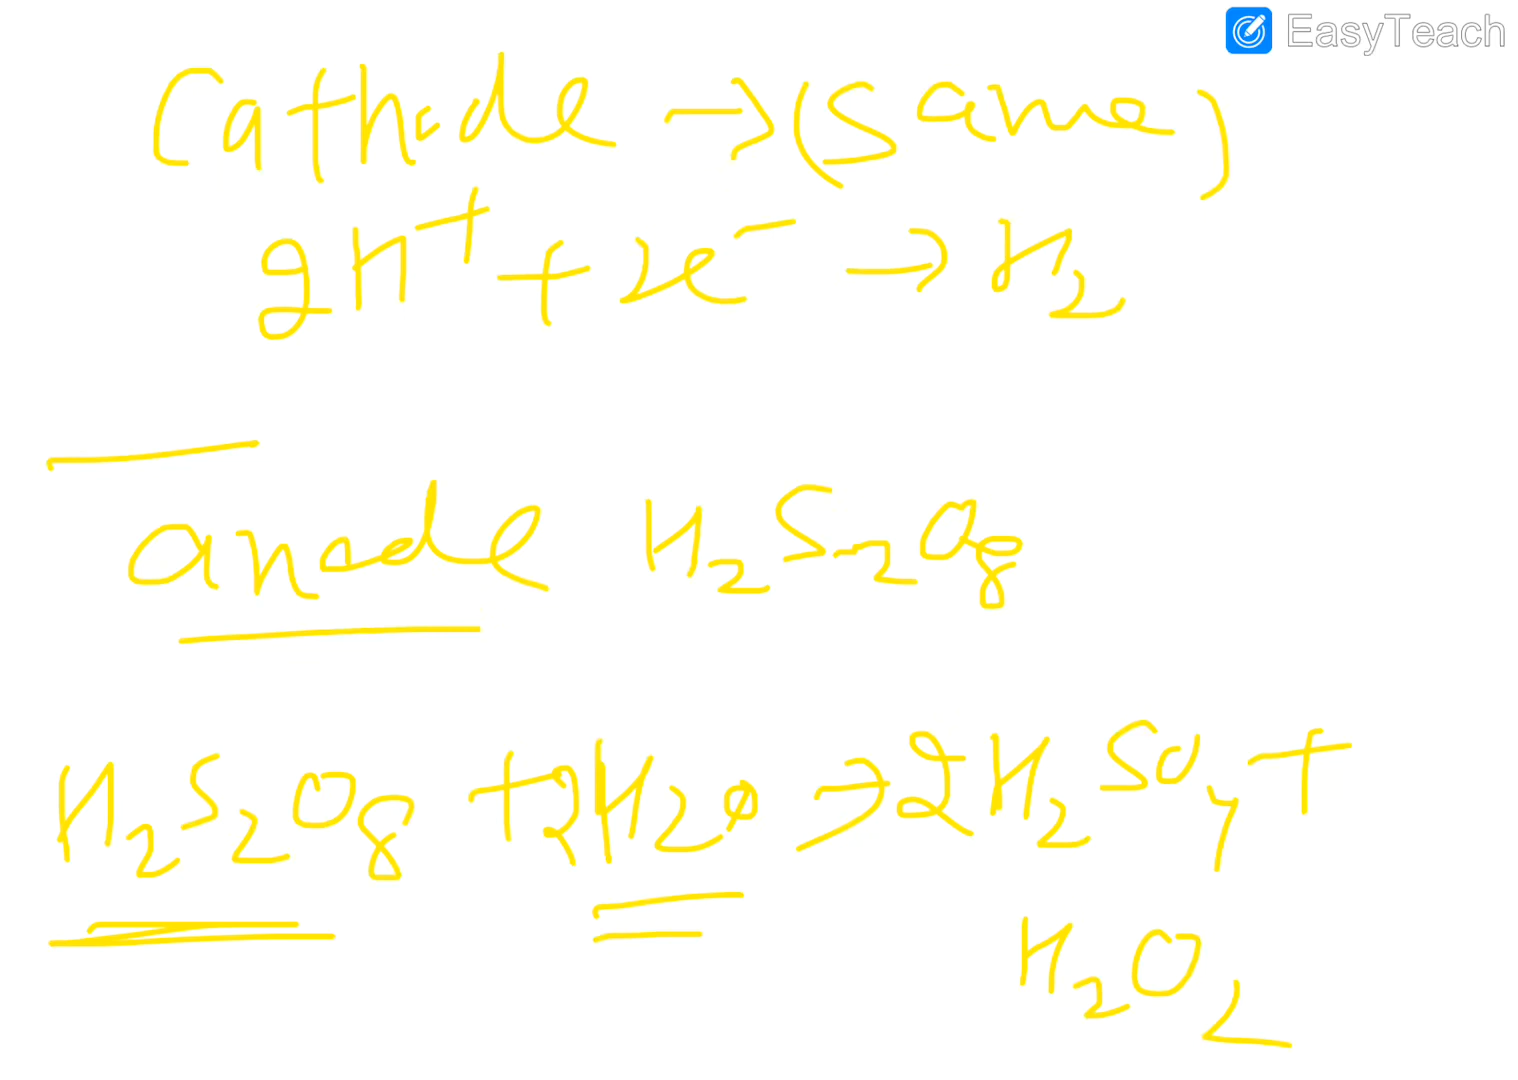 EasyTeach
Cathode → (Same)
2H⁺ + 2e⁻ → H₂
anode H₂S₂O₈
H₂S₂O₈ + 2H₂O → 2H₂SO₄ +
H₂O₂